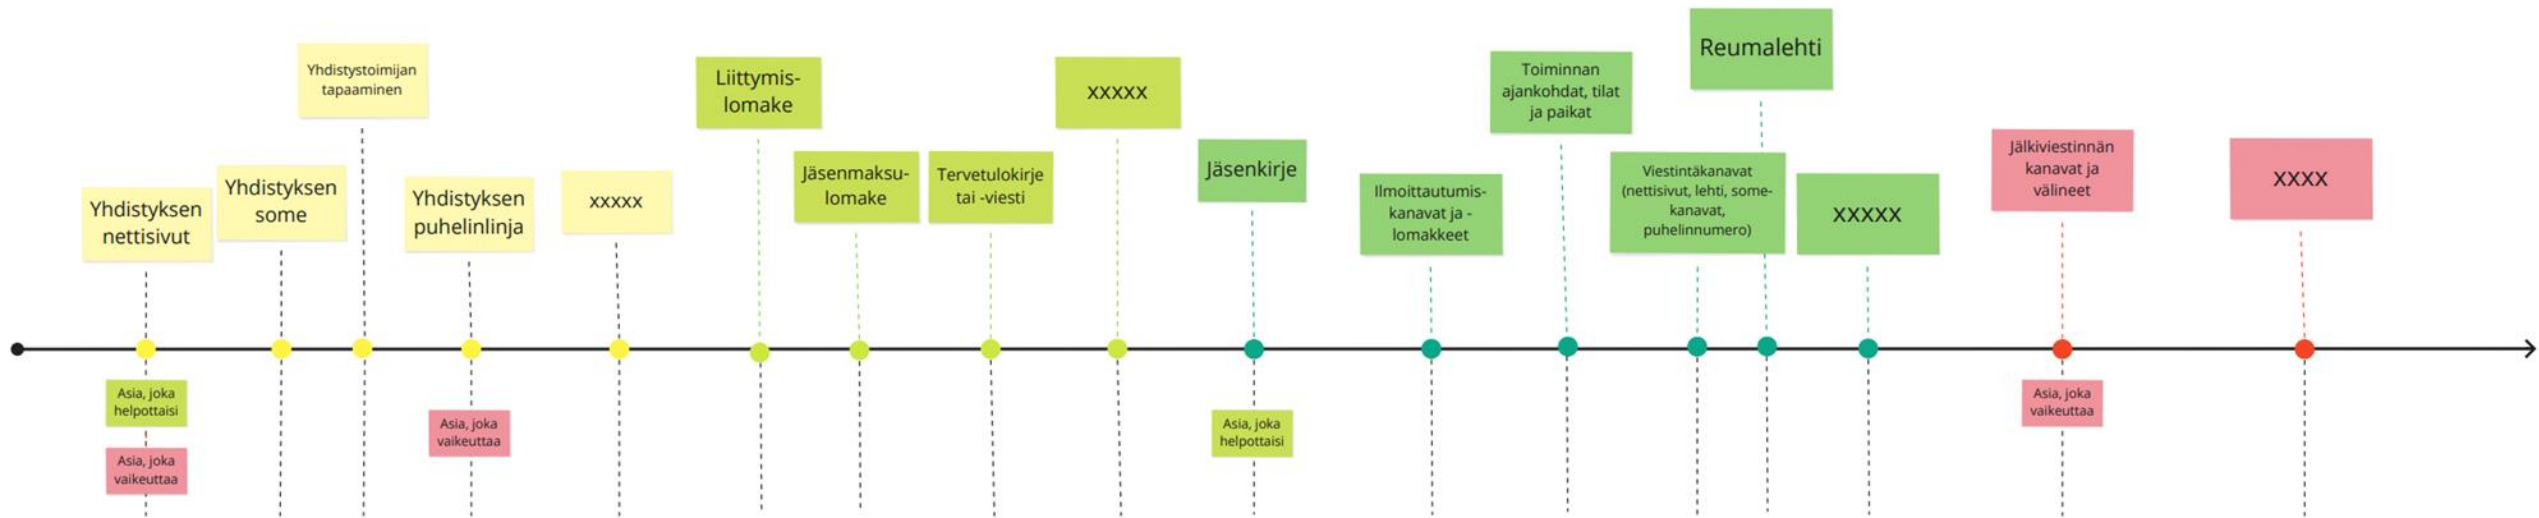 Yhdistyksen
nettisivut
Yhdistyksen
some
Yhdistystoimijan
tapaaminen
Yhdistyksen
puhelinlinja
xxxxx
Liittymis-
lomake
Jäsenmaksu-
lomake
Tervetulokirje
tai -viesti
xxxxx
Jäsenkirje
Ilmoittautumis-
kanavat ja -
lomakkeet
Toiminnan
ajankohdat, tilat
ja paikat
Viestintäkanavat
(nettisivut, lehti, some-
kanavat,
puhelinnumero)
Reumalehti
xxxxx
Jälkiviestinnän
kanavat ja
välineet
xxxx
Asia, joka
helpottaisi
Asia, joka
vaikeuttaa
Asia, joka
vaikeuttaa
Asia, joka
helpottaisi
Asia, joka
vaikeuttaa